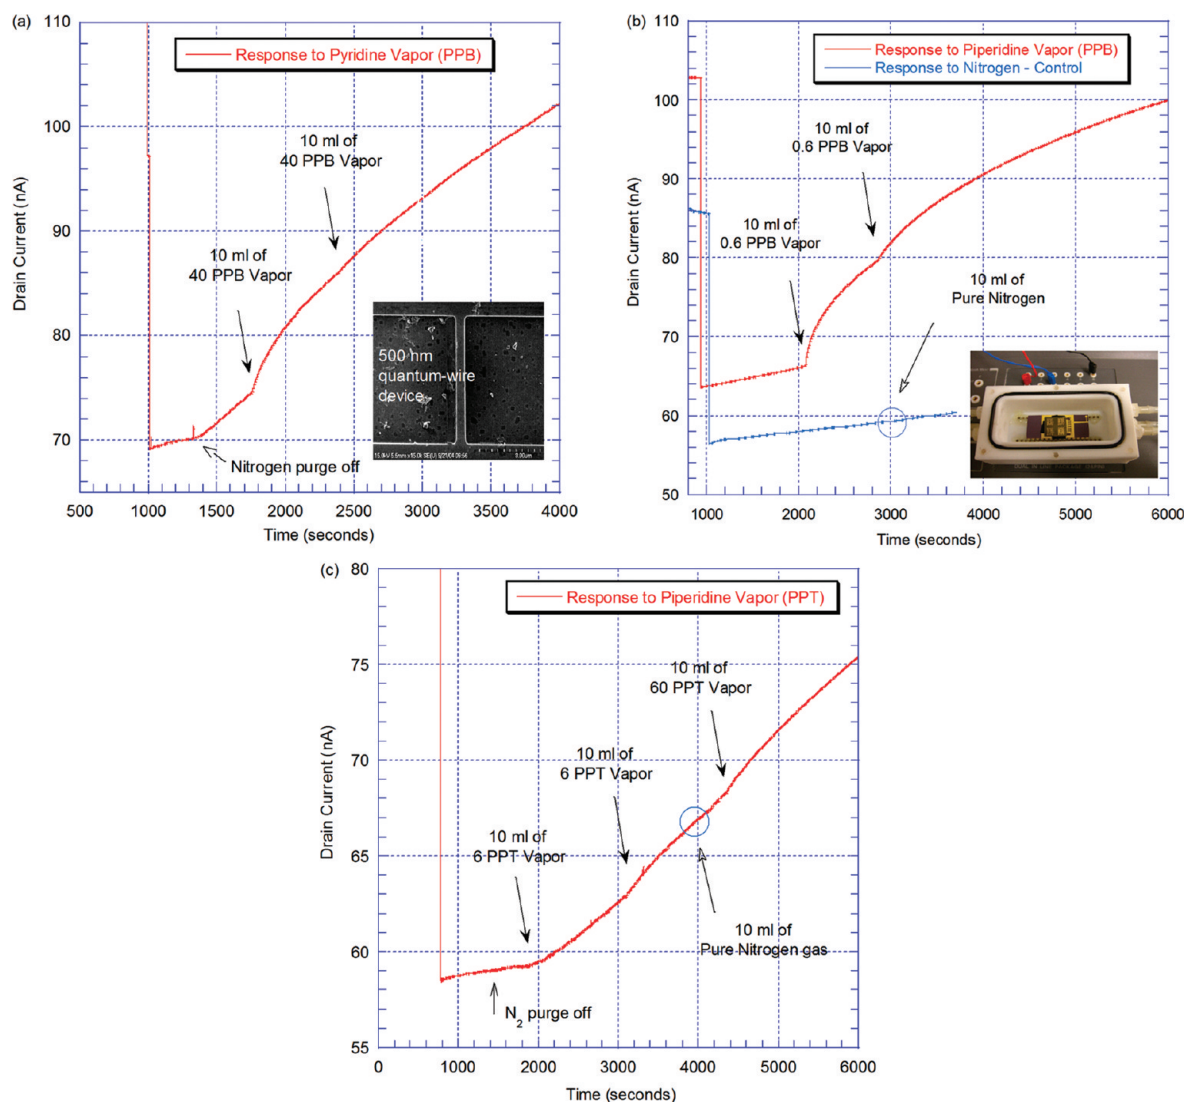 (a)
110
100
90
80
70
Drain Current (nA)
Response to Pyridine Vapor (PPB)
10 ml of
40 PPB Vapor
10 ml of
40 PPB Vapor
500 nm
quantum-wire
device
Nitrogen purge off
500 1000 1500 2000 2500 3000 3500 4000
Time (seconds)
(b)
110
100
90
80
70
60
50
Drain Current (nA)
Response to Piperidine Vapor (PPB)
Response to Nitrogen - Control
10 ml of
0.6 PPB Vapor
10 ml of
0.6 PPB Vapor
10 ml of
Pure Nitrogen
1000 2000 3000 4000 5000 6000
Time (seconds)
(c)
80
75
70
65
60
55
Drain Current (nA)
Response to Piperidine Vapor (PPT)
10 ml of
60 PPT Vapor
10 ml of
6 PPT Vapor
10 ml of
6 PPT Vapor
10 ml of
Pure Nitrogen gas
N2 purge off
0 1000 2000 3000 4000 5000 6000
Time (seconds)